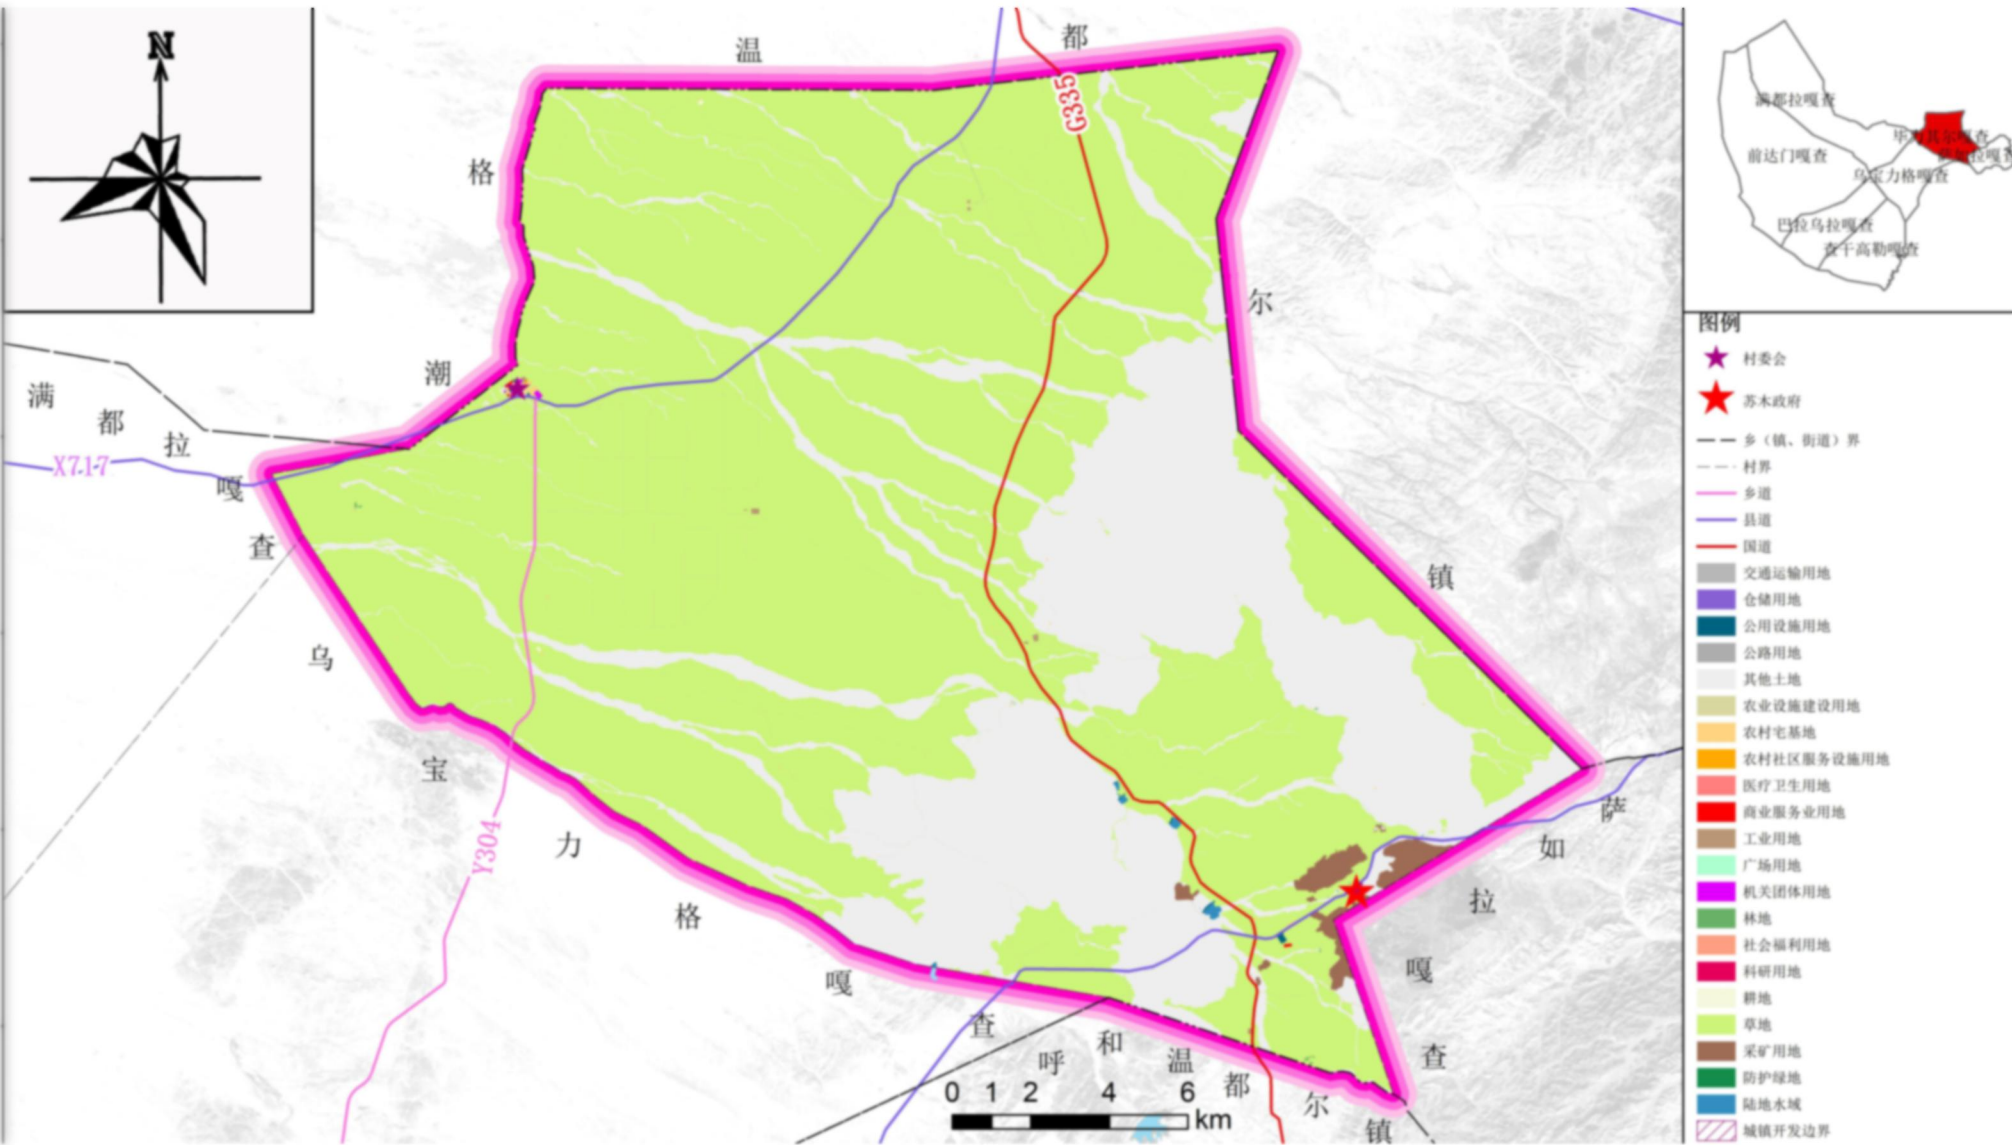 N
温
都
格
G335
尔
潮
满
都
拉
嘎
X717
查
镇
乌
宝
萨
Y304
力
如
拉
格
嘎
嘎
查
和
查
呼
温
都
尔
镇
0 1 2 4 6
km
满都拉嘎查
前达门嘎查
乌宝力格嘎查
巴拉乌拉嘎查
查干高勒嘎查
图例
村委会
苏木政府
乡（镇、街道）界
村界
乡道
县道
国道
交通运输用地
仓储用地
公用设施用地
公路用地
其他土地
农业设施建设用地
农村宅基地
农村社区服务设施用地
医疗卫生用地
商业服务业用地
工业用地
广场用地
机关团体用地
林地
社会福利用地
科研用地
耕地
草地
采矿用地
防护绿地
陆地水域
城镇开发边界